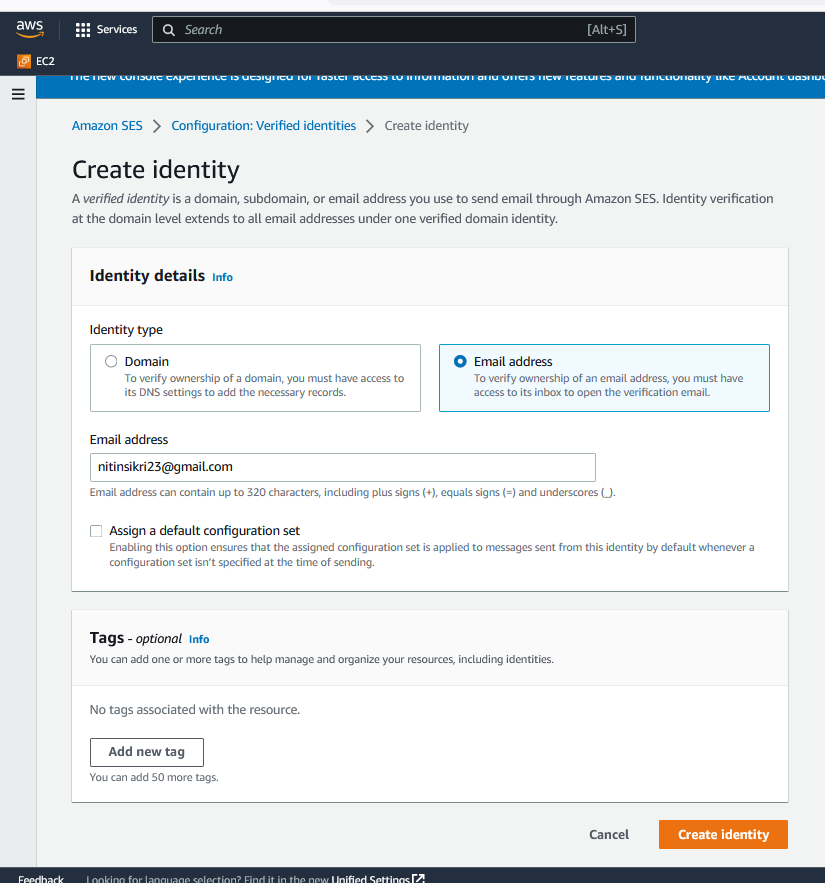 aws
Services
Search
[Alt+S]
EC2
The new console experience is designed for faster access to information and offers new features and functionality like Account dashbo
Amazon SES > Configuration: Verified identities > Create identity
Create identity
A verified identity is a domain, subdomain, or email address you use to send email through Amazon SES. Identity verification
at the domain level extends to all email addresses under one verified domain identity.
Identity details Info
Identity type
Domain
To verify ownership of a domain, you must have access to
its DNS settings to add the necessary records.
Email address
To verify ownership of an email address, you must have
access to its inbox to open the verification email.
Email address
nitinsikri23@gmail.com
Email address can contain up to 320 characters, including plus signs (+), equals signs (=) and underscores (_).
Assign a default configuration set
Enabling this option ensures that the assigned configuration set is applied to messages sent from this identity by default whenever a
configuration set isn't specified at the time of sending.
Tags - optional Info
You can add one or more tags to help manage and organize your resources, including identities.
No tags associated with the resource.
Add new tag
You can add 50 more tags.
Cancel
Create identity
Feedback
Looking for language selection? Find it in the new Unified Settings